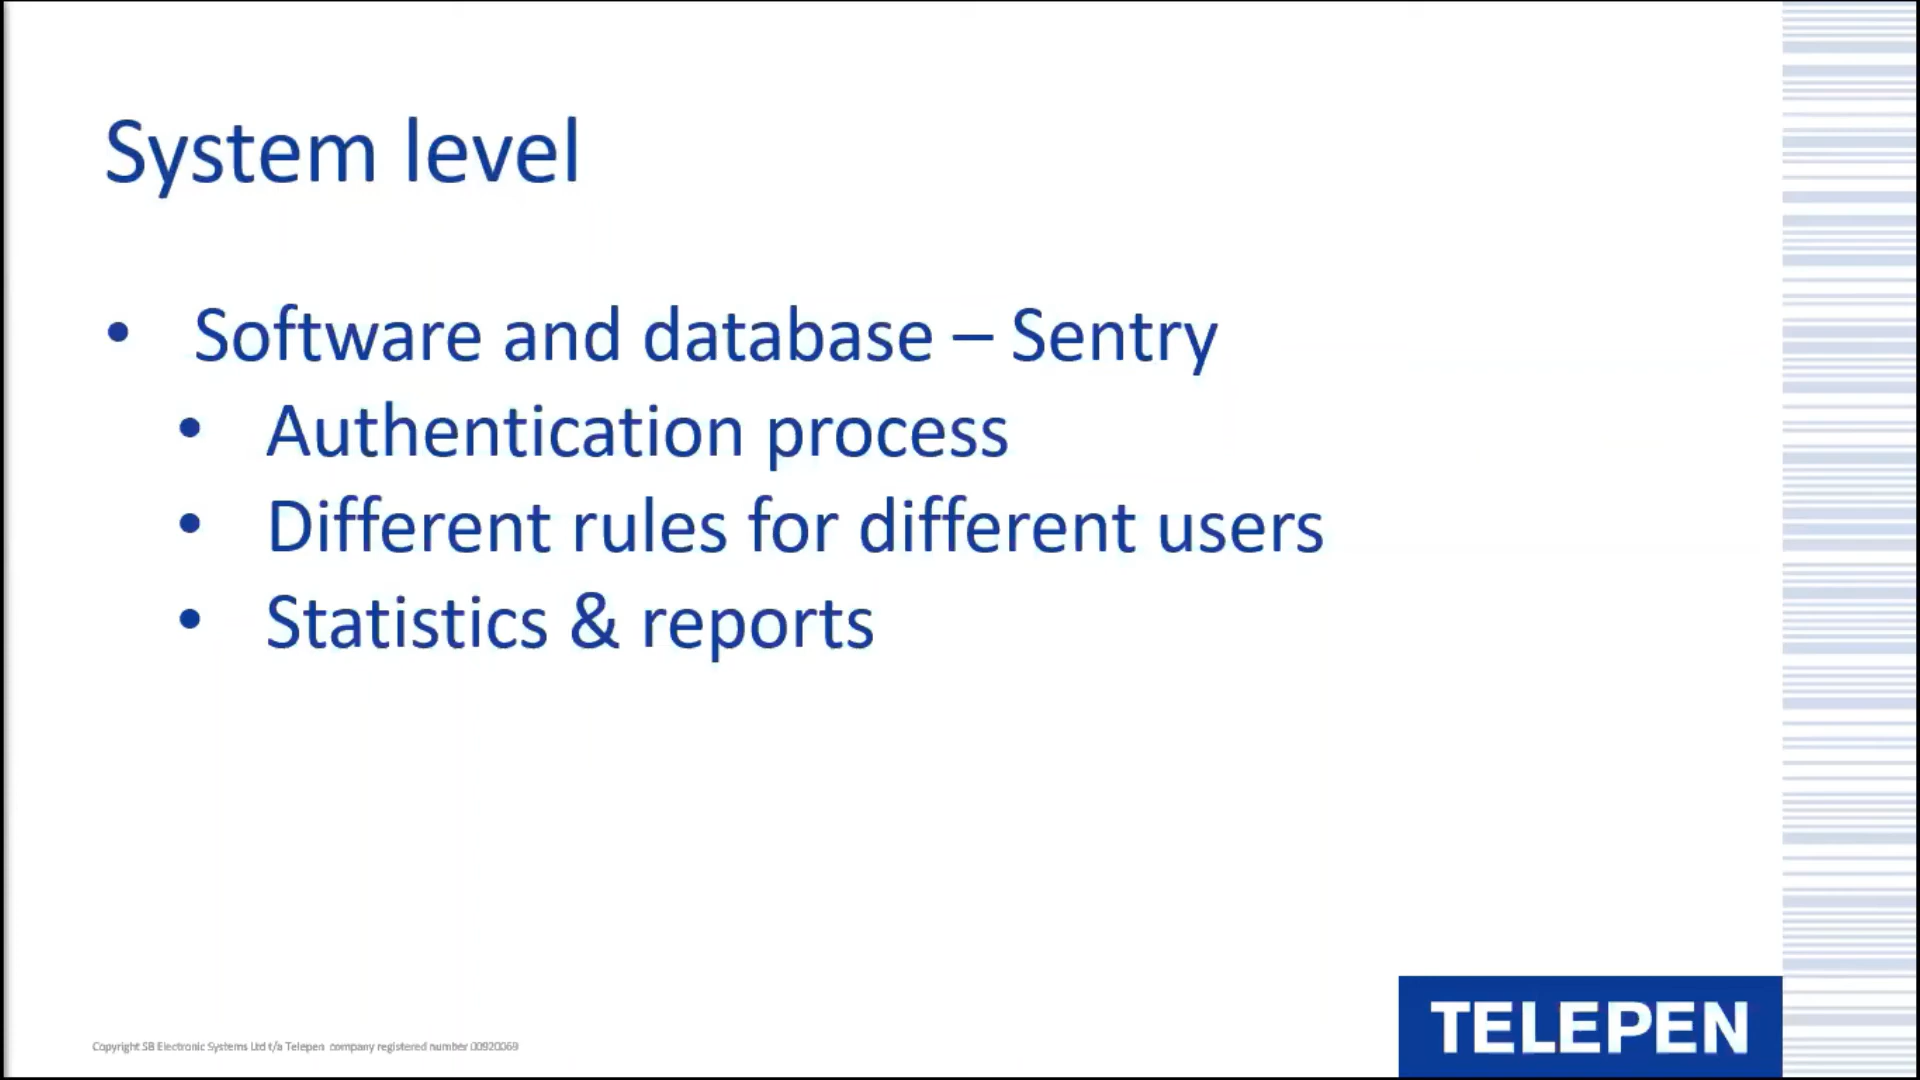 System level
• Software and database – Sentry
• Authentication process
• Different rules for different users
• Statistics & reports
Copyright SB Electronic Systems Ltd t/a Telepen company registered number 00920069
TELEPEN